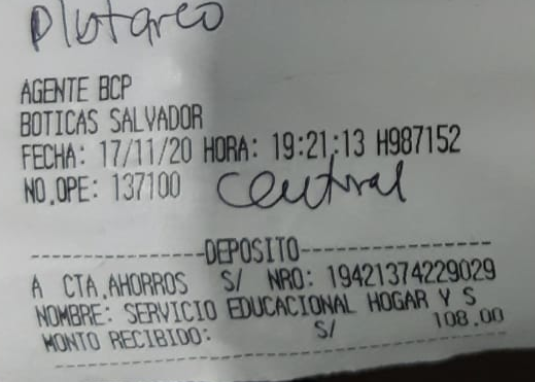 Plutarco
AGENTE BCP
BOTICAS SALVADOR
FECHA: 17/11/20 HORA: 19:21:13 H987152
NO.OPE: 137100 Central
-----------------DEPOSITO------------------
A CTA.AHORROS S/ NRO: 19421374229029
NOMBRE: SERVICIO EDUCACIONAL HOGAR Y S
MONTO RECIBIDO: S/ 108.00